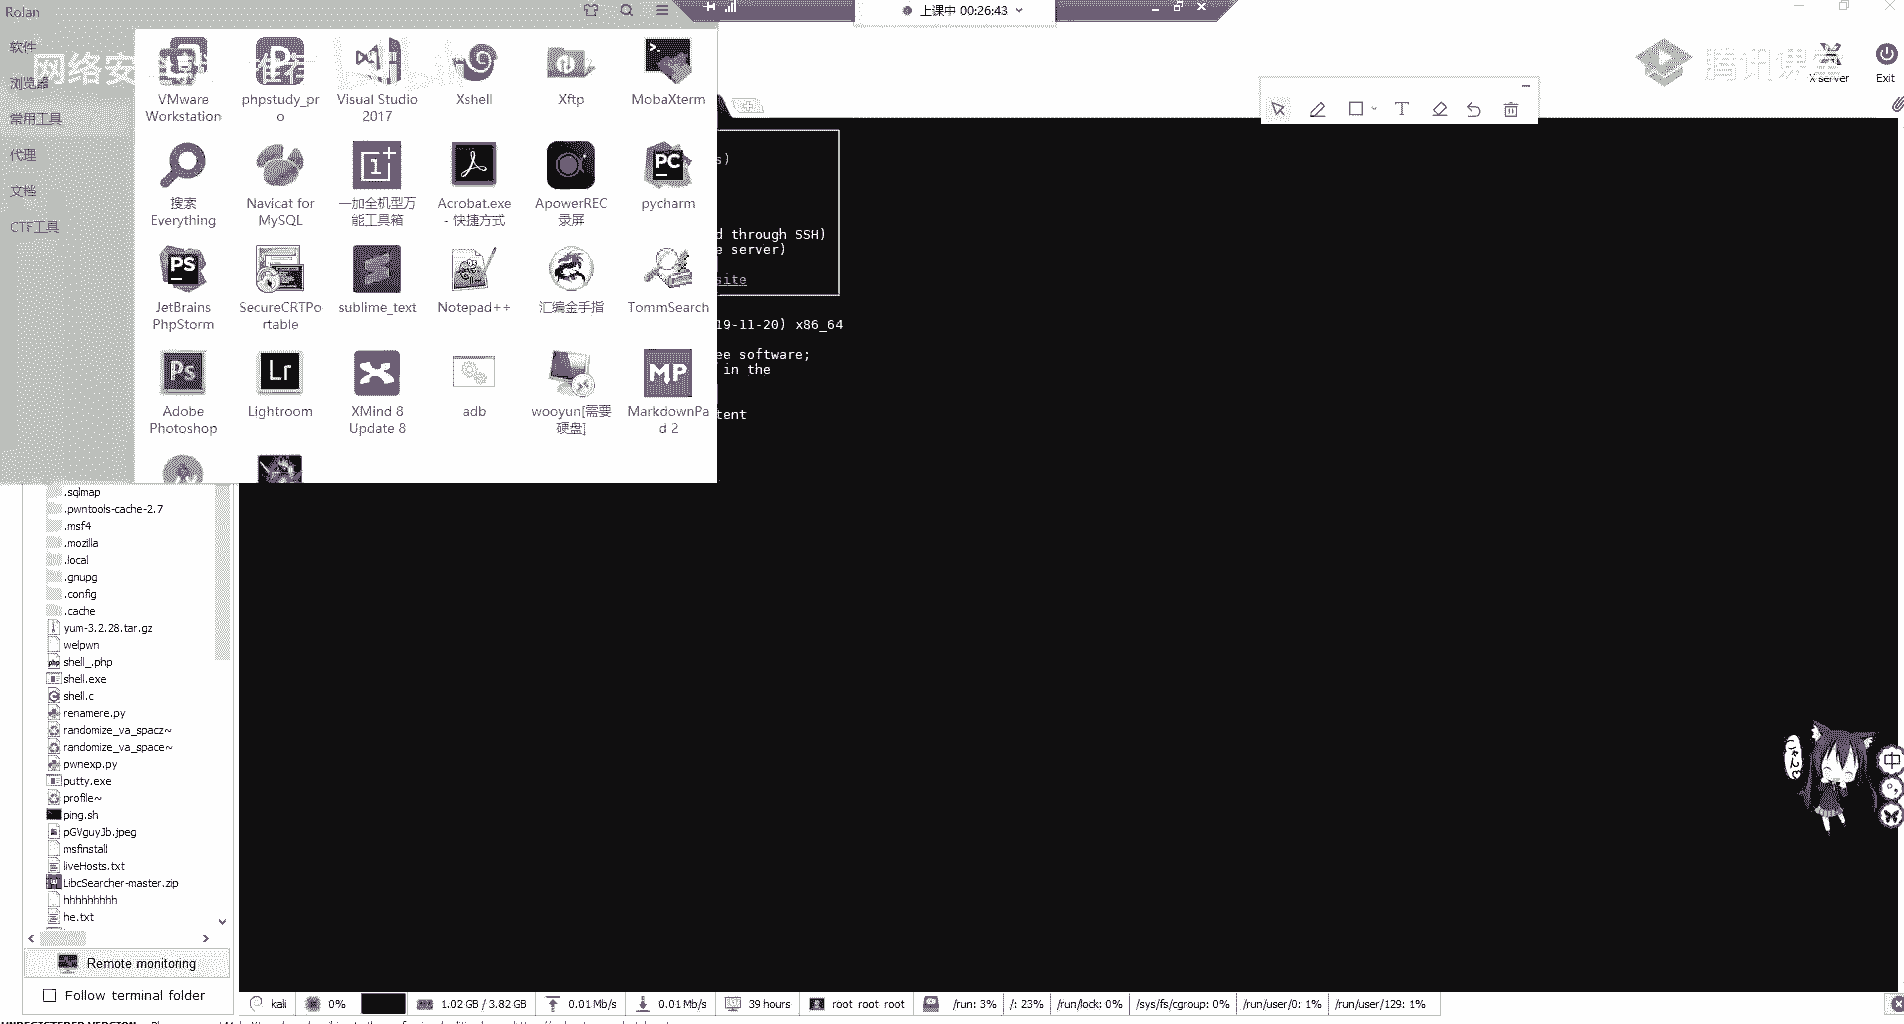 Rolan
上课中 00:26:43
软件
浏览器
常用工具
代理
文档
CTF工具
网络安
腾讯课堂
X server
Exit
VMware Workstation
phpstudy_pro
Visual Studio 2017
Xshell
Xftp
MobaXterm
搜索 Everything
Navicat for MySQL
一加全机型万能工具箱
Acrobat.exe - 快捷方式
ApowerREC 录屏
pycharm
JetBrains PhpStorm
SecureCRTPortable
sublime_text
Notepad++
汇编金手指
TommSearch
Adobe Photoshop
Lightroom
XMind 8 Update 8
adb
wooyun[需要硬盘]
MarkdownPad 2
s)
d through SSH)
e server)
site
19-11-20) x86_64
ee software;
in the
tent
.sqlmap
.pwntools-cache-2.7
.msf4
.mozilla
.local
.gnupg
.config
.cache
yum-3.2.28.tar.gz
welpwn
shell_.php
shell.exe
shell.c
renamere.py
randomize_va_spacz~
randomize_va_space~
pwnexp.py
putty.exe
profile~
ping.sh
pGVguyJb.jpeg
msfinstall
liveHosts.txt
LibcSearcher-master.zip
hhhhhhhhh
he.txt
Remote monitoring
Follow terminal folder
kali
0%
1.02 GB / 3.82 GB
0.01 Mb/s
0.01 Mb/s
39 hours
root root root
/run: 3%
/: 23%
/run/lock: 0%
/sys/fs/cgroup: 0%
/run/user/0: 1%
/run/user/129: 1%
中